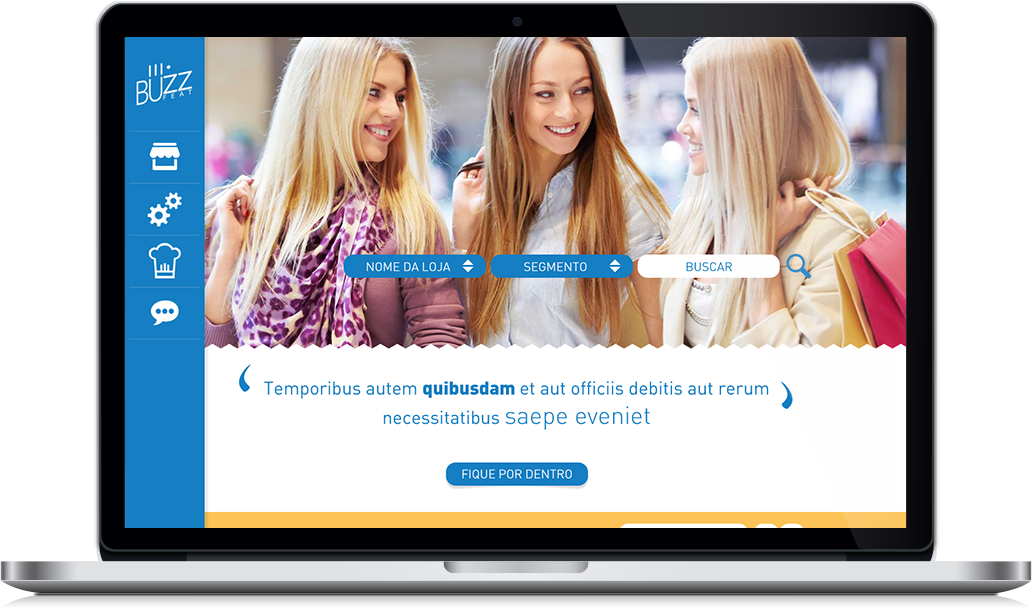 BUZZ
FEAT
NOME DA LOJA
SEGMENTO
BUSCAR
Temporibus autem quibusdam et aut officiis debitis aut rerum
necessitatibus saepe eveniet
FIQUE POR DENTRO